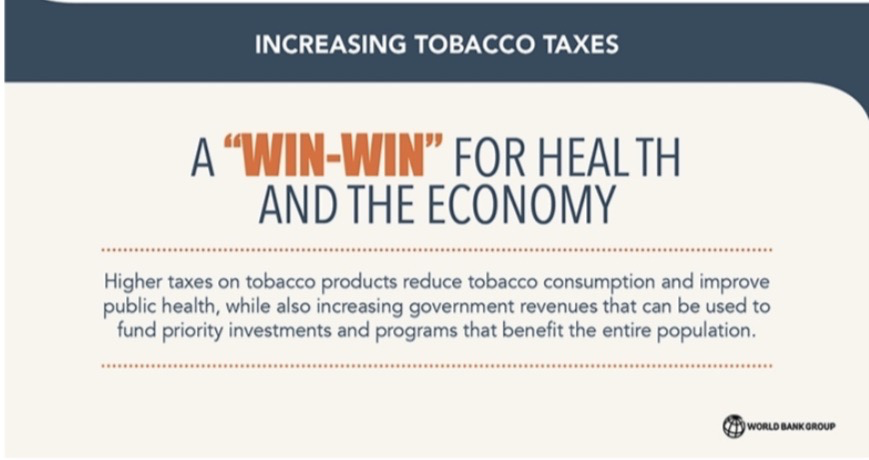 INCREASING TOBACCO TAXES
A “WIN-WIN” FOR HEALTH
AND THE ECONOMY
Higher taxes on tobacco products reduce tobacco consumption and improve
public health, while also increasing government revenues that can be used to
fund priority investments and programs that benefit the entire population.
WORLD BANK GROUP